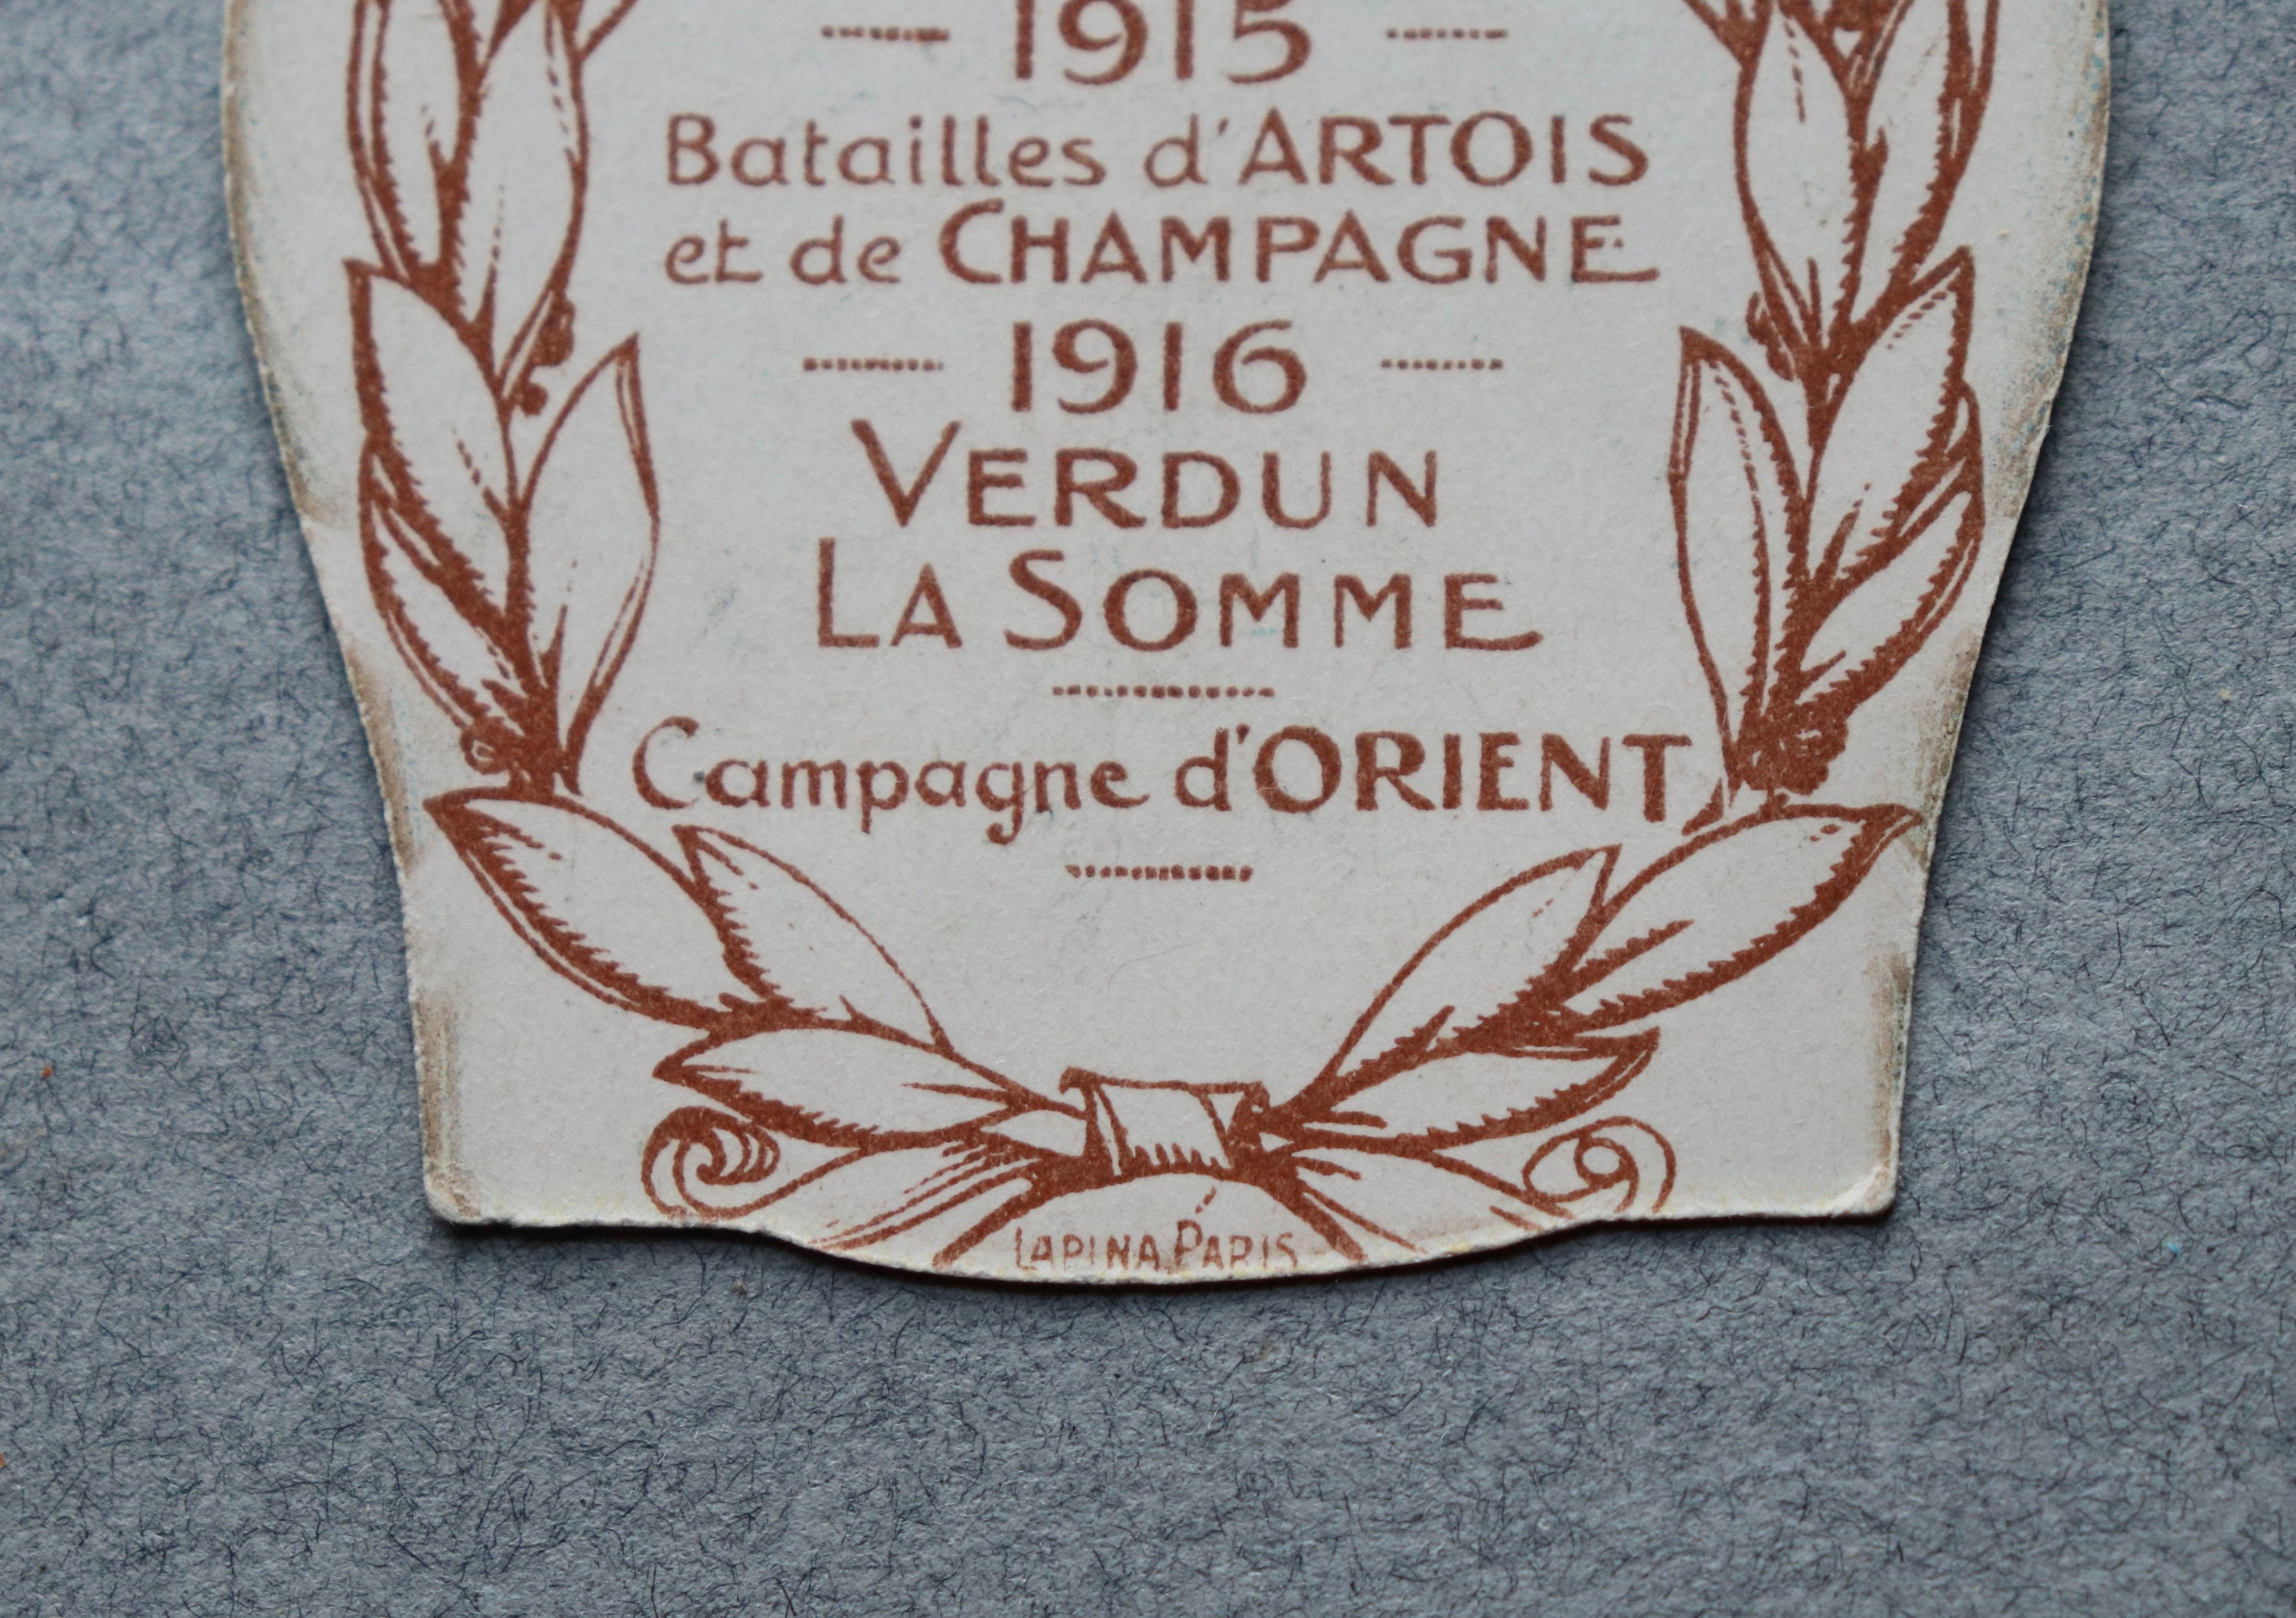 1915
Batailles d'ARTOIS
et de CHAMPAGNE
1916
VERDUN
LA SOMME
Campagne d'ORIENT
LAPINA, PARIS